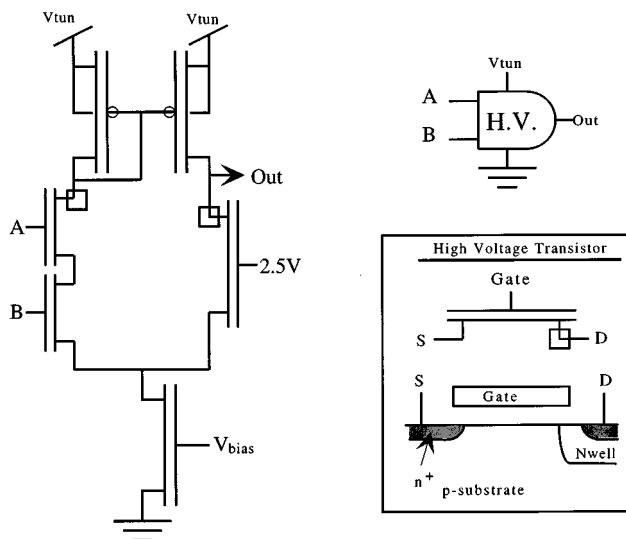 Vtun Vtun
Out
A
2.5V
B
Vbias
Vtun
A
B
H.V.
Out
High Voltage Transistor
Gate
S D
S Gate D
Nwell
n+
p-substrate